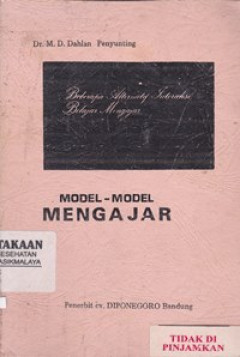 Dr. M. D. Dahlan Penyunting
Beberapa Alternatif Interaksi
Belajar Mengajar
MODEL-MODEL
MENGAJAR
TAKAAN
ESEHATAN
ASIKMALAYA
Penerbit cv. DIPONEGORO Bandung
TIDAK DI
PINJAMKAN